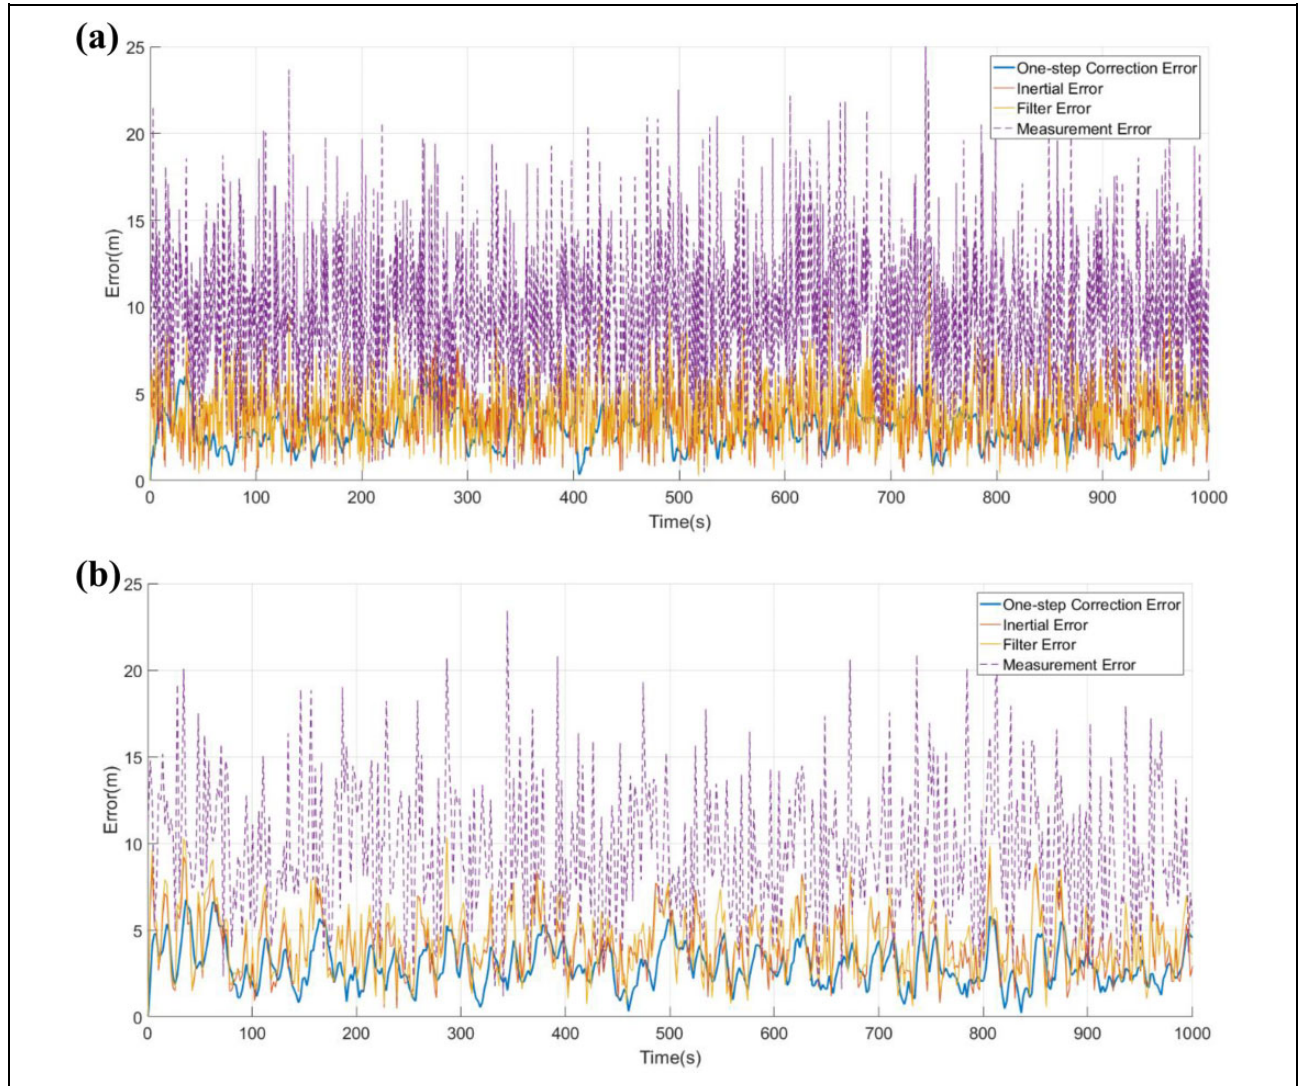 (a)
25
20
15
10
5
0
Error(m)
One-step Correction Error
Inertial Error
Filter Error
Measurement Error
0 100 200 300 400 500 600 700 800 900 1000
Time(s)
(b)
25
20
15
10
5
0
Error(m)
One-step Correction Error
Inertial Error
Filter Error
Measurement Error
0 100 200 300 400 500 600 700 800 900 1000
Time(s)